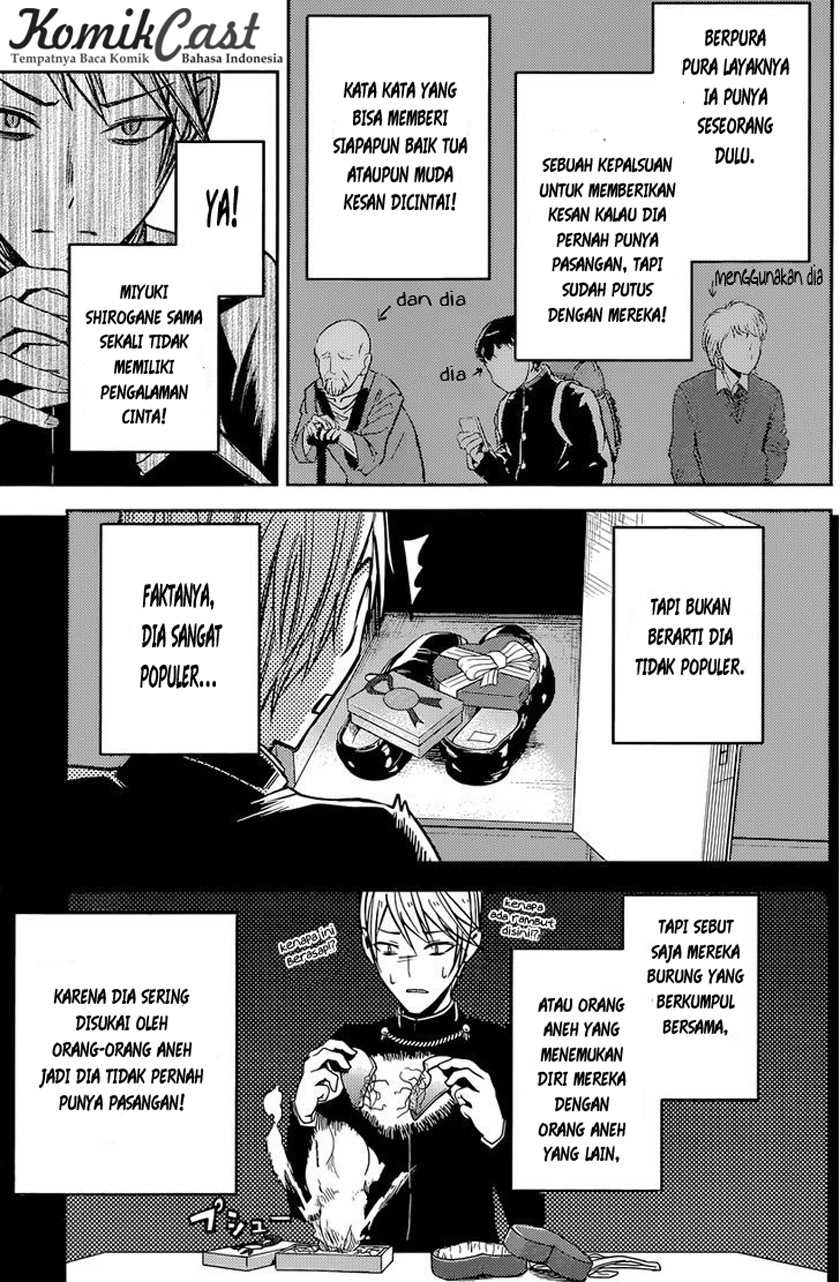 KomikCast
Tempatnya Baca Komik Bahasa Indonesia
BERPURA
PURA LAYAKNYA
IA PUNYA
SESEORANG
DULU.
SEBUAH KEPALSUAN
UNTUK MEMBERIKAN
KESAN KALAU DIA
PERNAH PUNYA
PASANGAN, TAPI
SUDAH PUTUS
DENGAN MEREKA!
KATA KATA YANG
BISA MEMBERI
SIAPAPUN BAIK TUA
ATAUPUN MUDA
KESAN DICINTAI!
menggunakan dia
dia
dan dia
YA!
MIYUKI
SHIROGANE SAMA
SEKALI TIDAK
MEMILIKI
PENGALAMAN
CINTA!
TAPI BUKAN
BERARTI DIA
TIDAK POPULER.
FAKTANYA,
DIA SANGAT
POPULER...
TAPI SEBUT
SAJA MEREKA
BURUNG YANG
BERKUMPUL
BERSAMA,
ATAU ORANG
ANEH YANG
MENEMUKAN
DIRI MEREKA
DENGAN
ORANG ANEH
YANG LAIN,
kenapa
ada rambut
disini!?
kenapa ini
berasap!?
KARENA DIA SERING
DISUKAI OLEH
ORANG-ORANG ANEH
JADI DIA TIDAK PERNAH
PUNYA PASANGAN!
プシュー